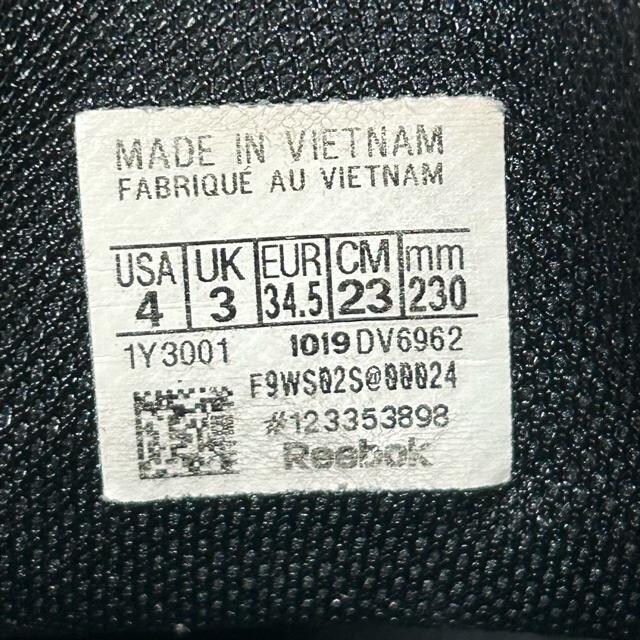 MADE IN VIETNAM
FABRIQUÉ AU VIETNAM
USA UK EUR CM mm
4 3 34.5 23 230
1Y3001 1019 DV6962
F9WS02S@00024
#123353898
Reebok